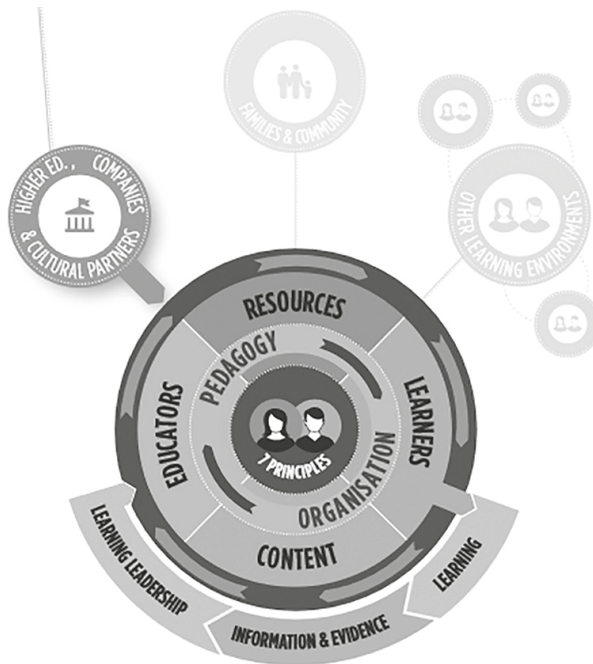 FAMILIES & COMMUNITY
HIGHER ED., COMPANIES
& CULTURAL PARTNERS
OTHER LEARNING ENVIRONMENTS
RESOURCES
PEDAGOGY
EDUCATORS
LEARNERS
7 PRINCIPLES
ORGANISATION
CONTENT
LEARNING LEADERSHIP
INFORMATION & EVIDENCE
LEARNING